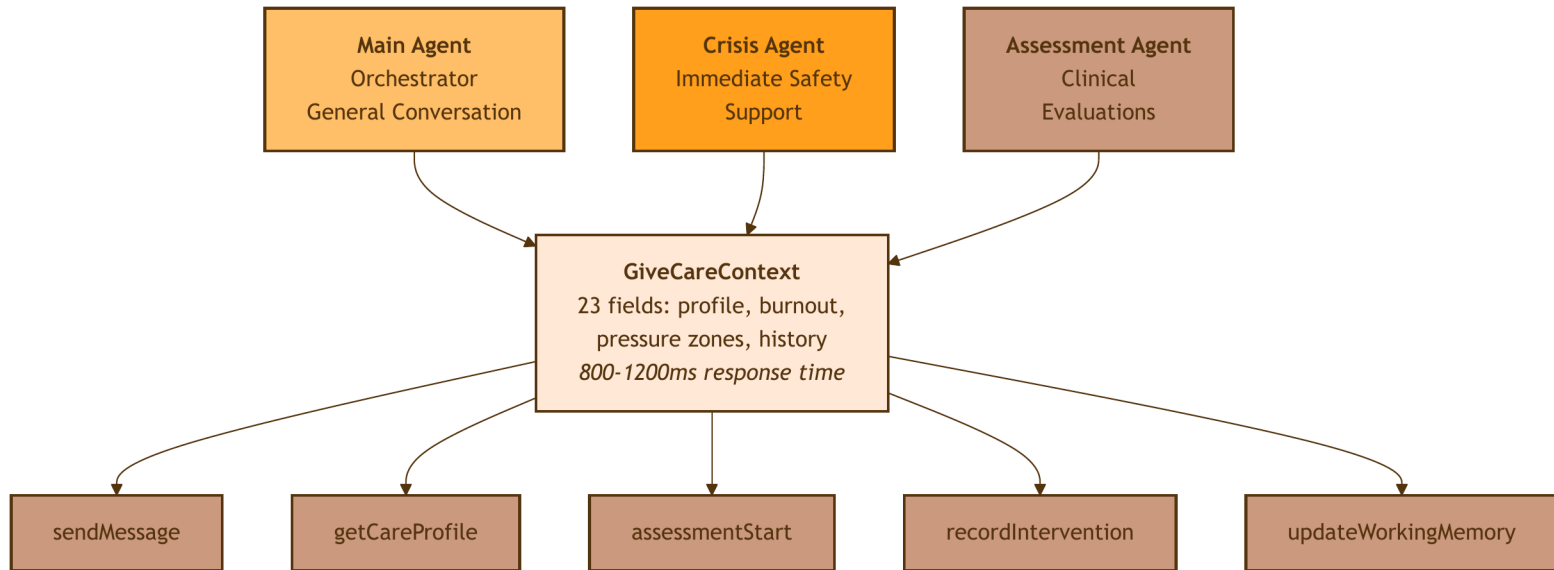 Main Agent
Orchestrator
General Conversation
Crisis Agent
Immediate Safety
Support
Assessment Agent
Clinical
Evaluations
GiveCareContext
23 fields: profile, burnout,
pressure zones, history
800-1200ms response time
sendMessage
getCareProfile
assessmentStart
recordIntervention
updateWorkingMemory